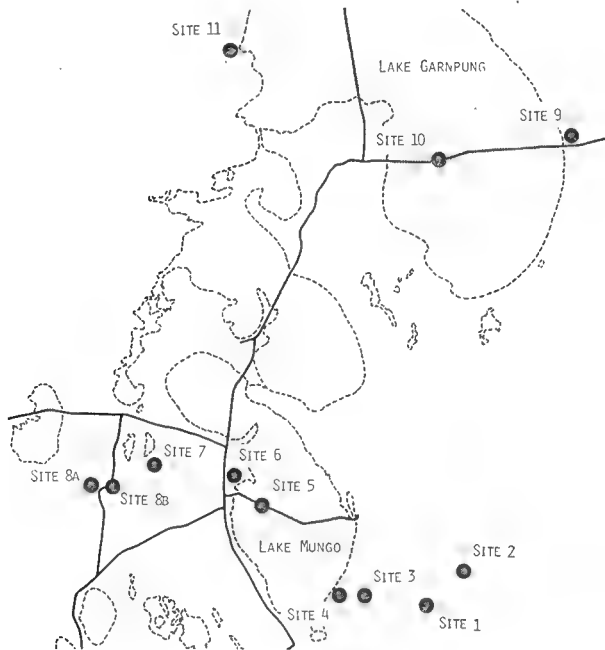 SITE 11
LAKE GARNPUNG
SITE 9
SITE 10
SITE 7
SITE 6
SITE 8A
SITE 8B
SITE 5
LAKE MUNGO
SITE 2
SITE 3
SITE 4
SITE 1